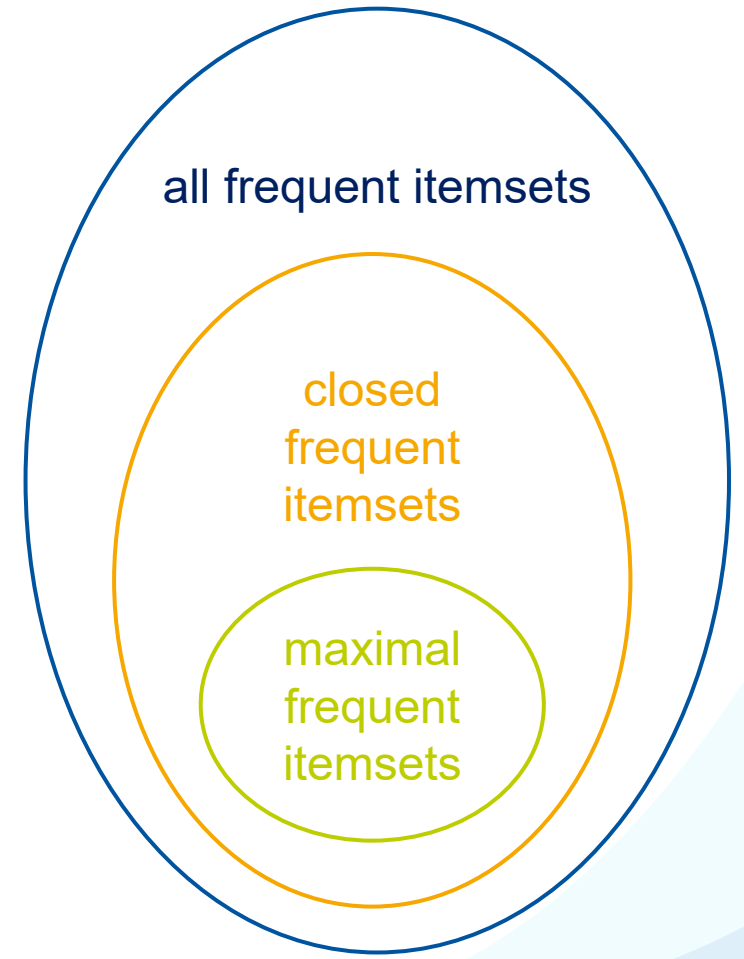 all frequent itemsets
closed
frequent
itemsets
maximal
frequent
itemsets